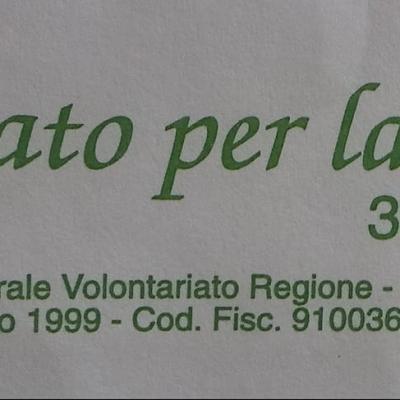 ato per la
3
rale Volontariato Regione -
o 1999 - Cod. Fisc. 910036